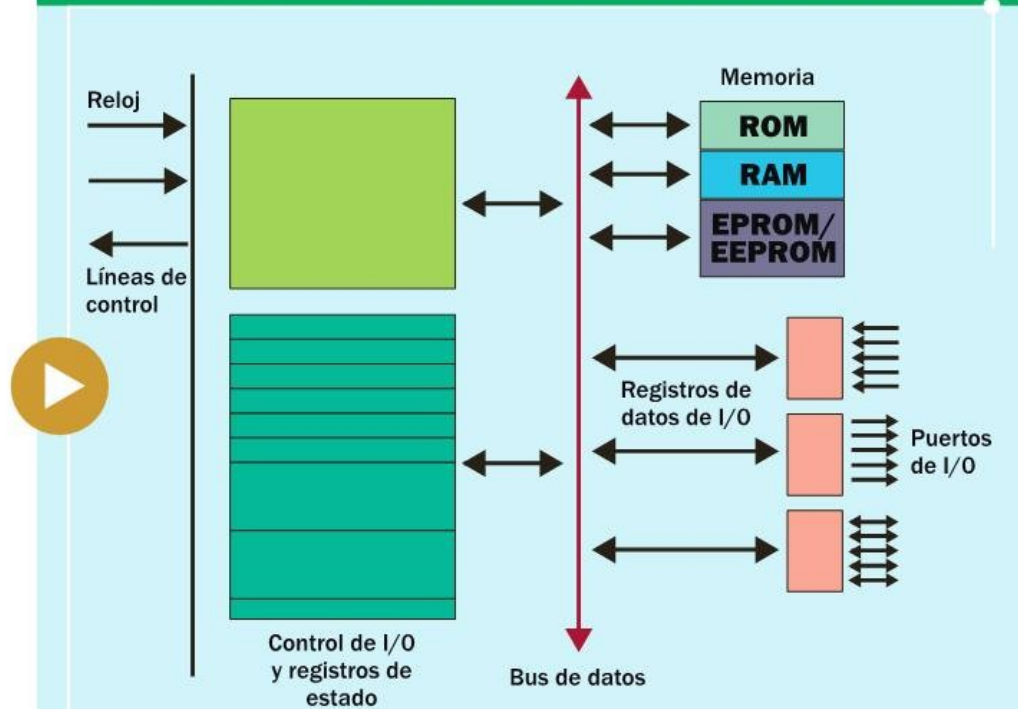 Reloj
Líneas de
control
Control de I/O
y registros de
estado
Bus de datos
Memoria
ROM
RAM
EPROM/
EEPROM
Registros de
datos de I/O
Puertos
de I/O